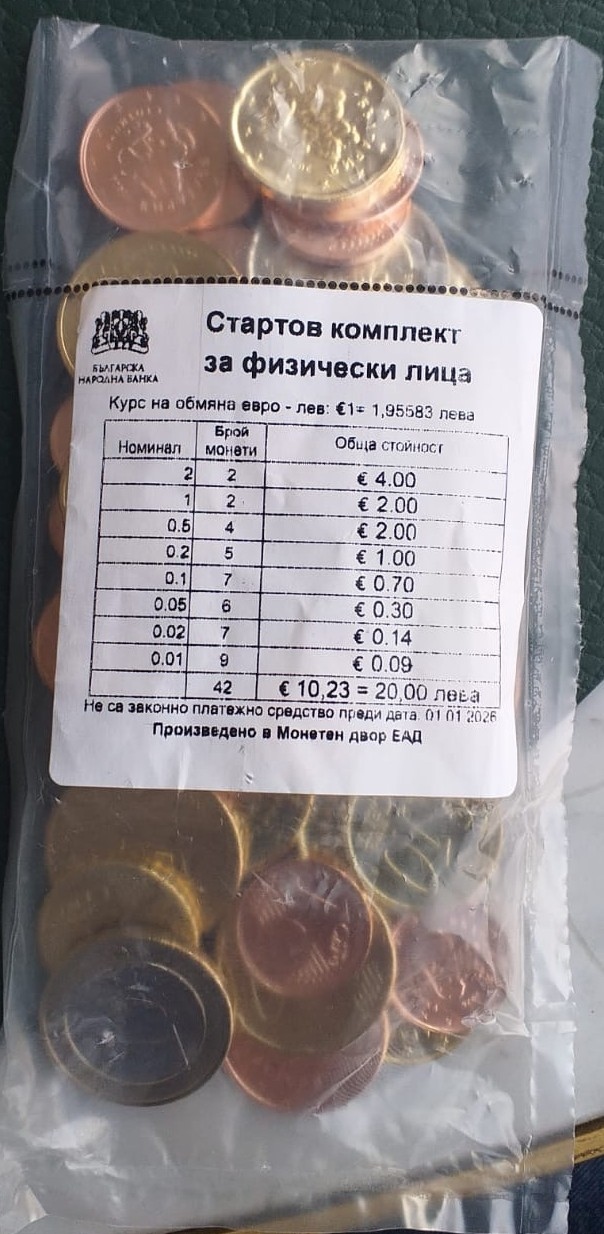 Стартов комплект
за физически лица
БЪЛГАРСКА
НАРОДНА БАНКА
Курс на обмяна евро - лев: €1= 1,95583 лева
Номинал Брой монети Обща стойност
2 2 € 4.00
1 2 € 2.00
0.5 4 € 2.00
0.2 5 € 1.00
0.1 7 € 0.70
0.05 6 € 0.30
0.02 7 € 0.14
0.01 9 € 0.09
42 € 10,23 = 20,00 лева
Не са законно платежно средство преди дата 01 01 2026
Произведено в Монетен двор ЕАД